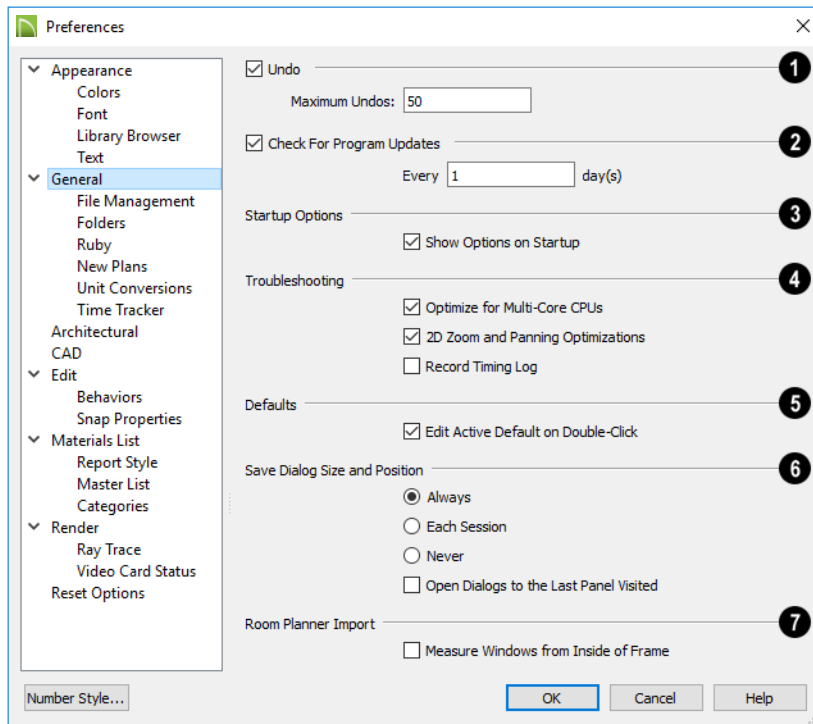 Preferences
Appearance
Colors
Font
Library Browser
Text
General
File Management
Folders
Ruby
New Plans
Unit Conversions
Time Tracker
Architectural
CAD
Edit
Behaviors
Snap Properties
Materials List
Report Style
Master List
Categories
Render
Ray Trace
Video Card Status
Reset Options
Undo
1
Maximum Undos: 50
Check For Program Updates
2
Every 1 day(s)
Startup Options
3
Show Options on Startup
Troubleshooting
4
Optimize for Multi-Core CPUs
2D Zoom and Panning Optimizations
Record Timing Log
Defaults
5
Edit Active Default on Double-Click
Save Dialog Size and Position
6
Always
Each Session
Never
Open Dialogs to the Last Panel Visited
Room Planner Import
7
Measure Windows from Inside of Frame
Number Style...
OK
Cancel
Help